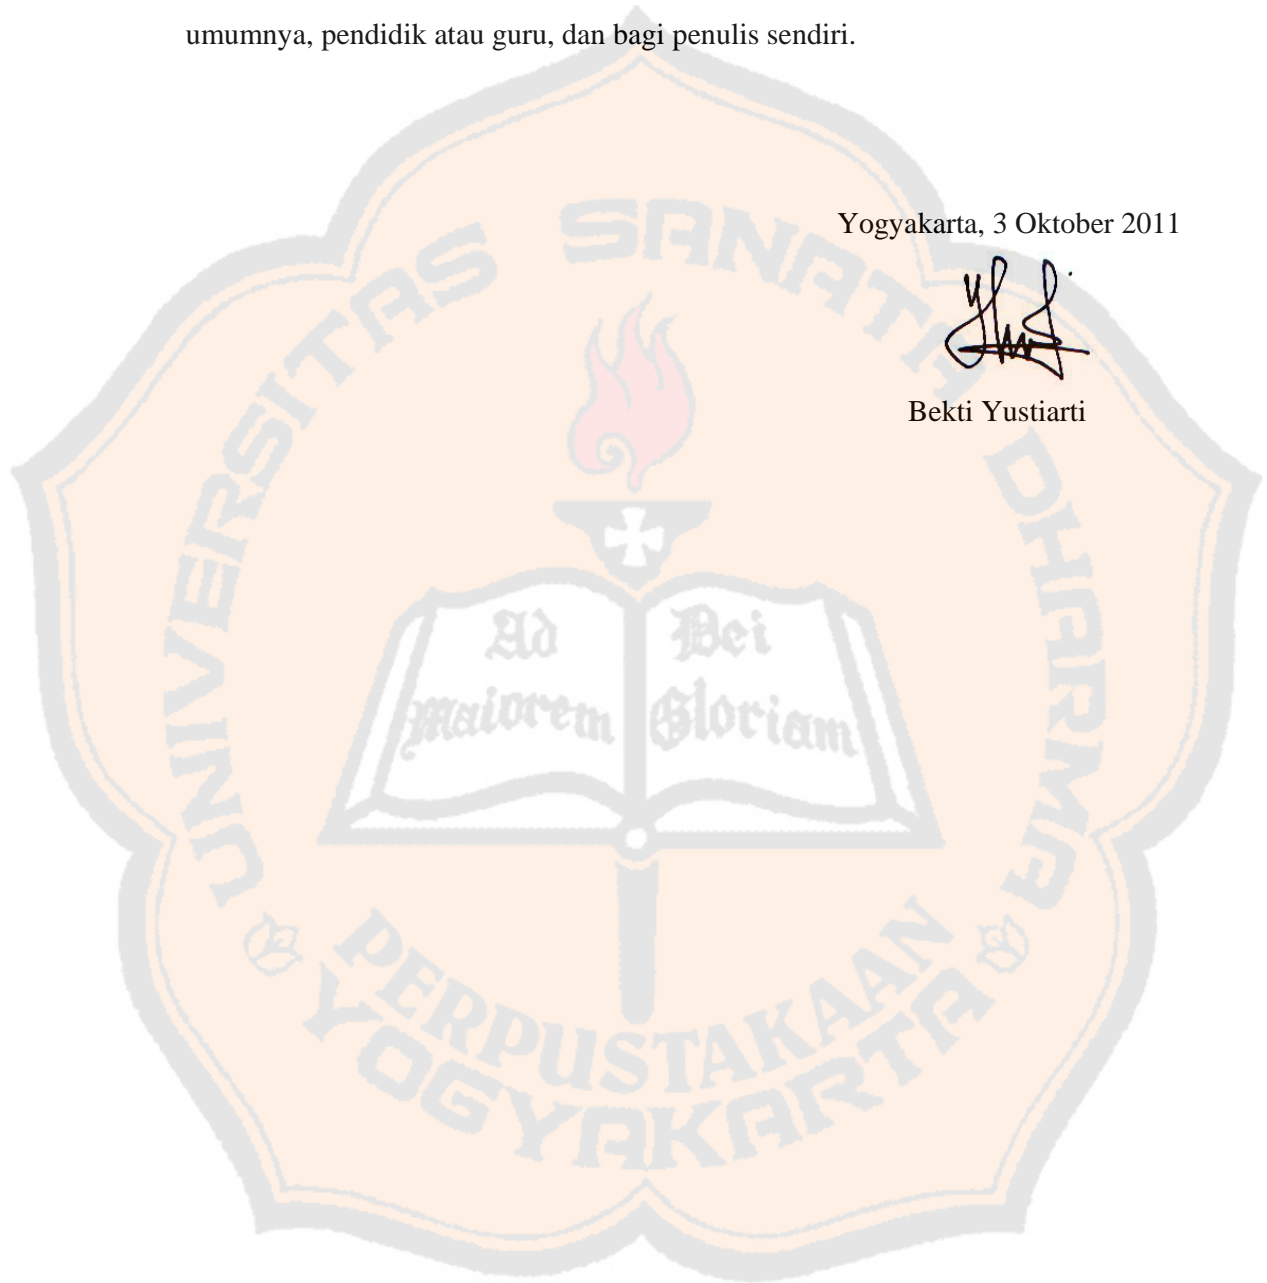 umumnya, pendidik atau guru, dan bagi penulis sendiri.
Yogyakarta, 3 Oktober 2011
Bekti Yustiarti
UNIVERSITAS SANATA DHARMA
Ad
maiorem
Dei
Gloriam
PERPUSTAKAAN
YOGYAKARTA